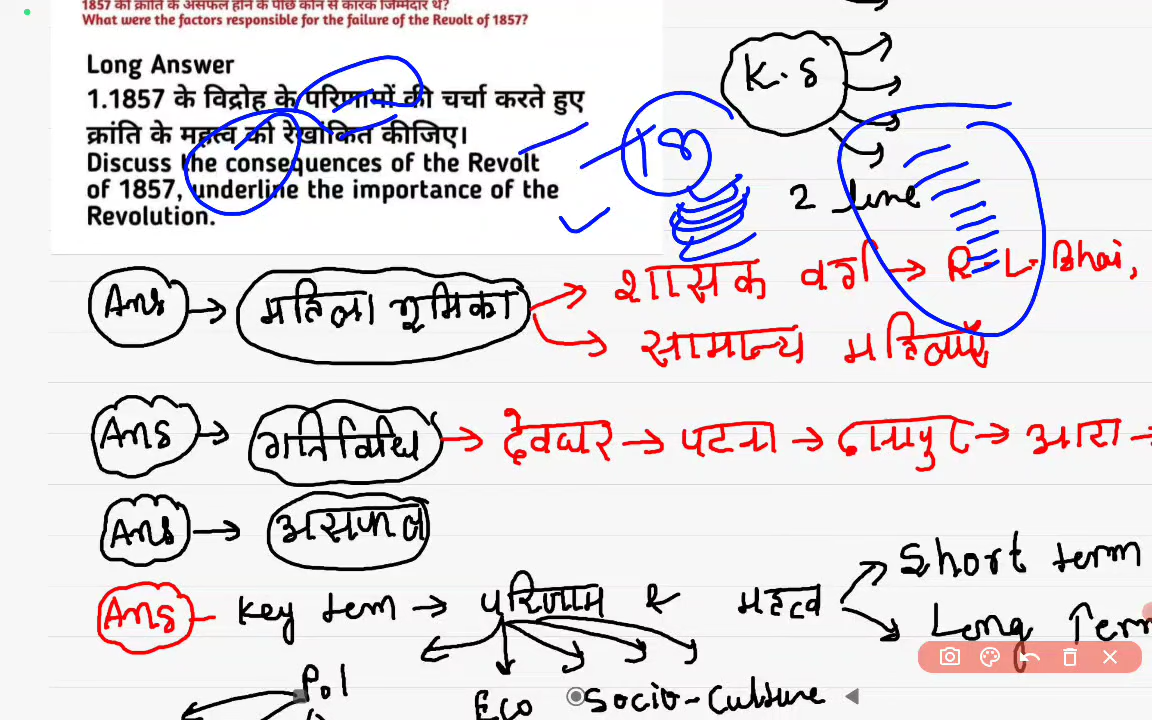 1857 की क्रांति के असफल होने के पीछे कौन से कारक जिम्मेदार थे?
What were the factors responsible for the failure of the Revolt of 1857?
Long Answer
1.1857 के विद्रोह के परिणामों की चर्चा करते हुए
क्रांति के महत्व को रेखांकित कीजिए।
Discuss the consequences of the Revolt
of 1857, underline the importance of the
Revolution.
K.S
18
2 line
Ans → महिला भूमिका → शासक वर्ग → R.L. Bhai,
→ सामान्य महिलाएँ
Ans → गतिविधि → देवघर → पटना → दानापुर → आरा →
Ans → असफल
Ans - Key tem → परिणाम & महत्व → Short term
→ Long Term
Pol
Eco
Socio-Culture